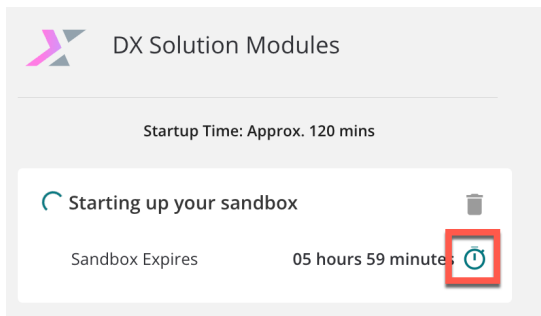 DX Solution Modules
Startup Time: Approx. 120 mins
Starting up your sandbox
Sandbox Expires 05 hours 59 minutes